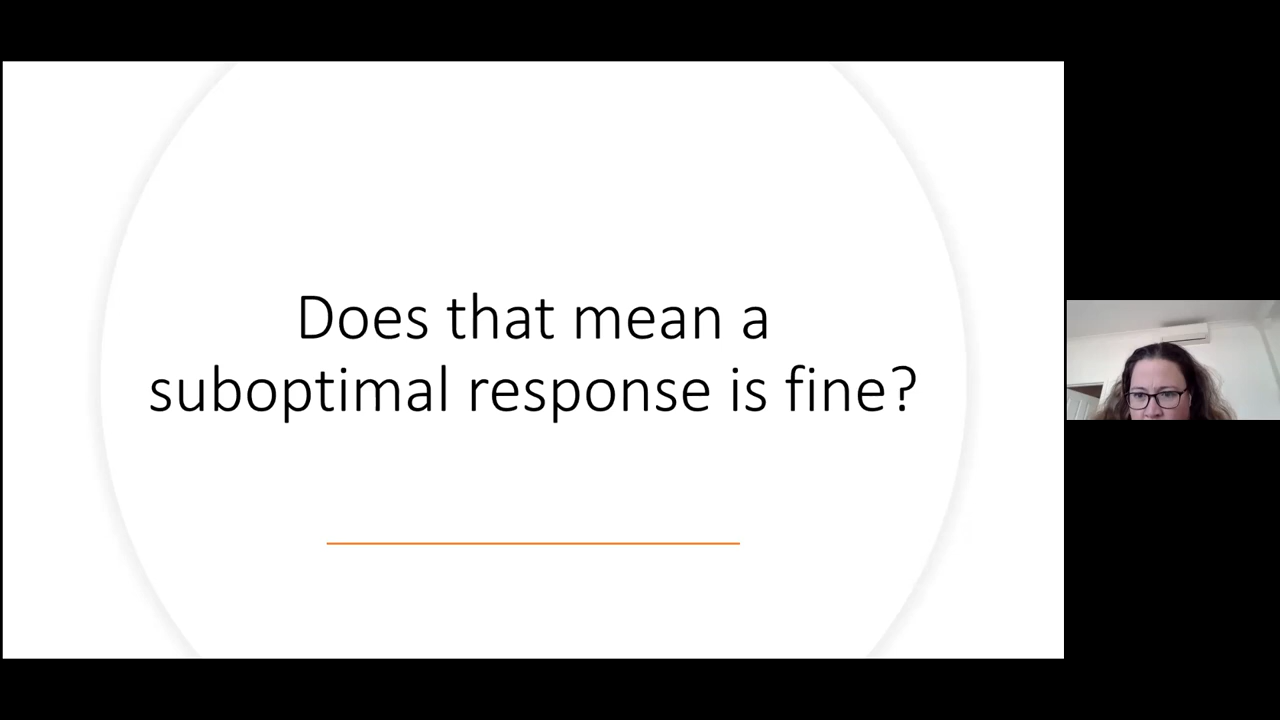 Does that mean a
suboptimal response is fine?